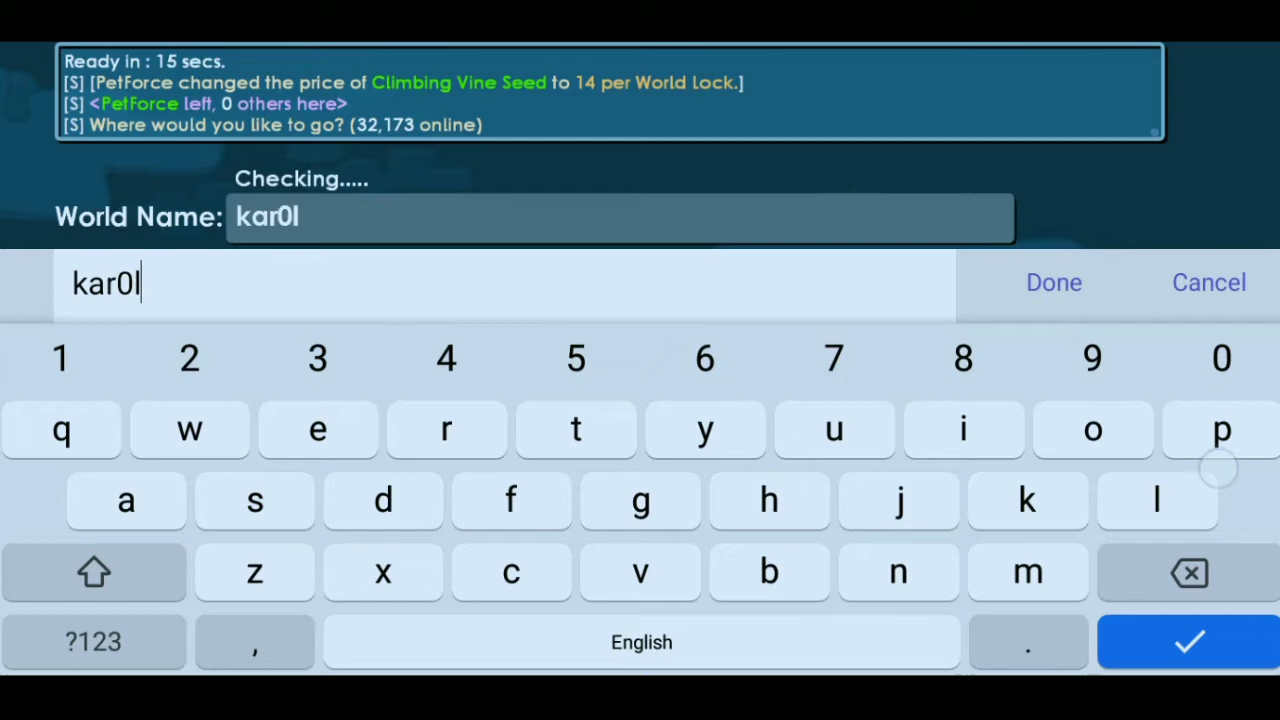 Ready in : 15 secs.
[S] [PetForce changed the price of Climbing Vine Seed to 14 per World Lock.]
[S] <PetForce left, 0 others here>
[S] Where would you like to go? (32,173 online)
Checking.....
World Name: kar0l
kar0l Done Cancel
1 2 3 4 5 6 7 8 9 0
q w e r t y u i o p
a s d f g h j k l
z x c v b n m
?123 , English .